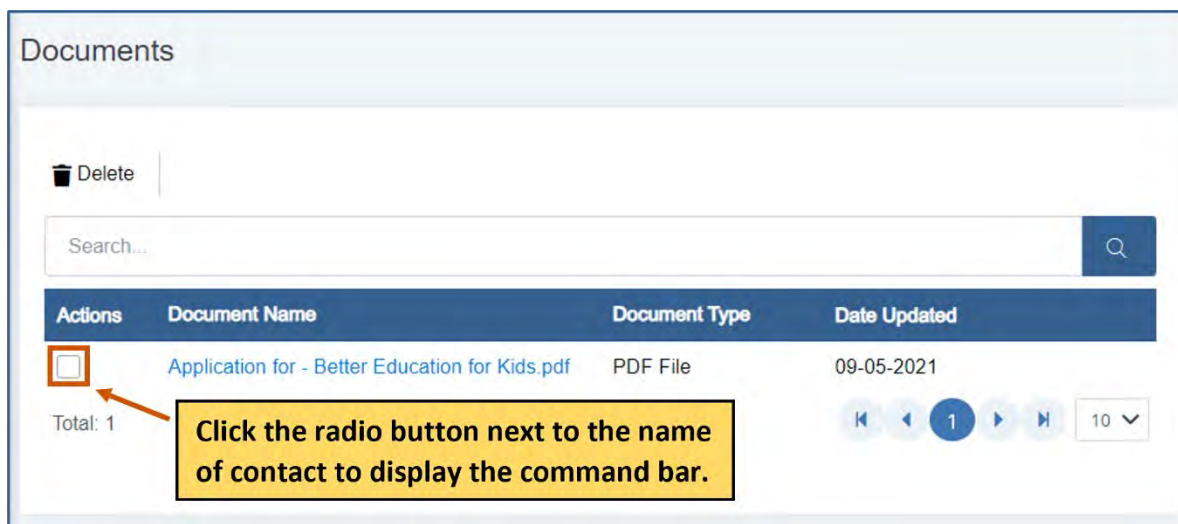 Documents
Delete
Search...
Actions Document Name Document Type Date Updated
Application for - Better Education for Kids.pdf PDF File 09-05-2021
Total: 1 1 10
Click the radio button next to the name
of contact to display the command bar.